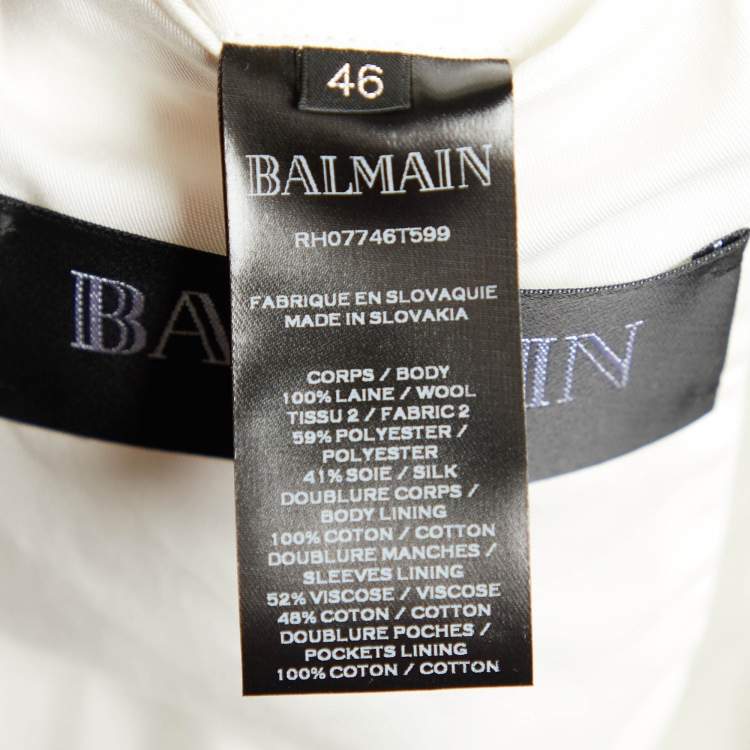 46
BALMAIN
RH07746T599
FABRIQUE EN SLOVAQUIE
MADE IN SLOVAKIA
CORPS / BODY
100% LAINE / WOOL
TISSU 2 / FABRIC 2
59% POLYESTER /
POLYESTER
41% SOIE / SILK
DOUBLURE CORPS /
BODY LINING
100% COTON / COTTON
DOUBLURE MANCHES /
SLEEVES LINING
52% VISCOSE / VISCOSE
48% COTON / COTTON
DOUBLURE POCHES /
POCKETS LINING
100% COTON / COTTON
BA IN